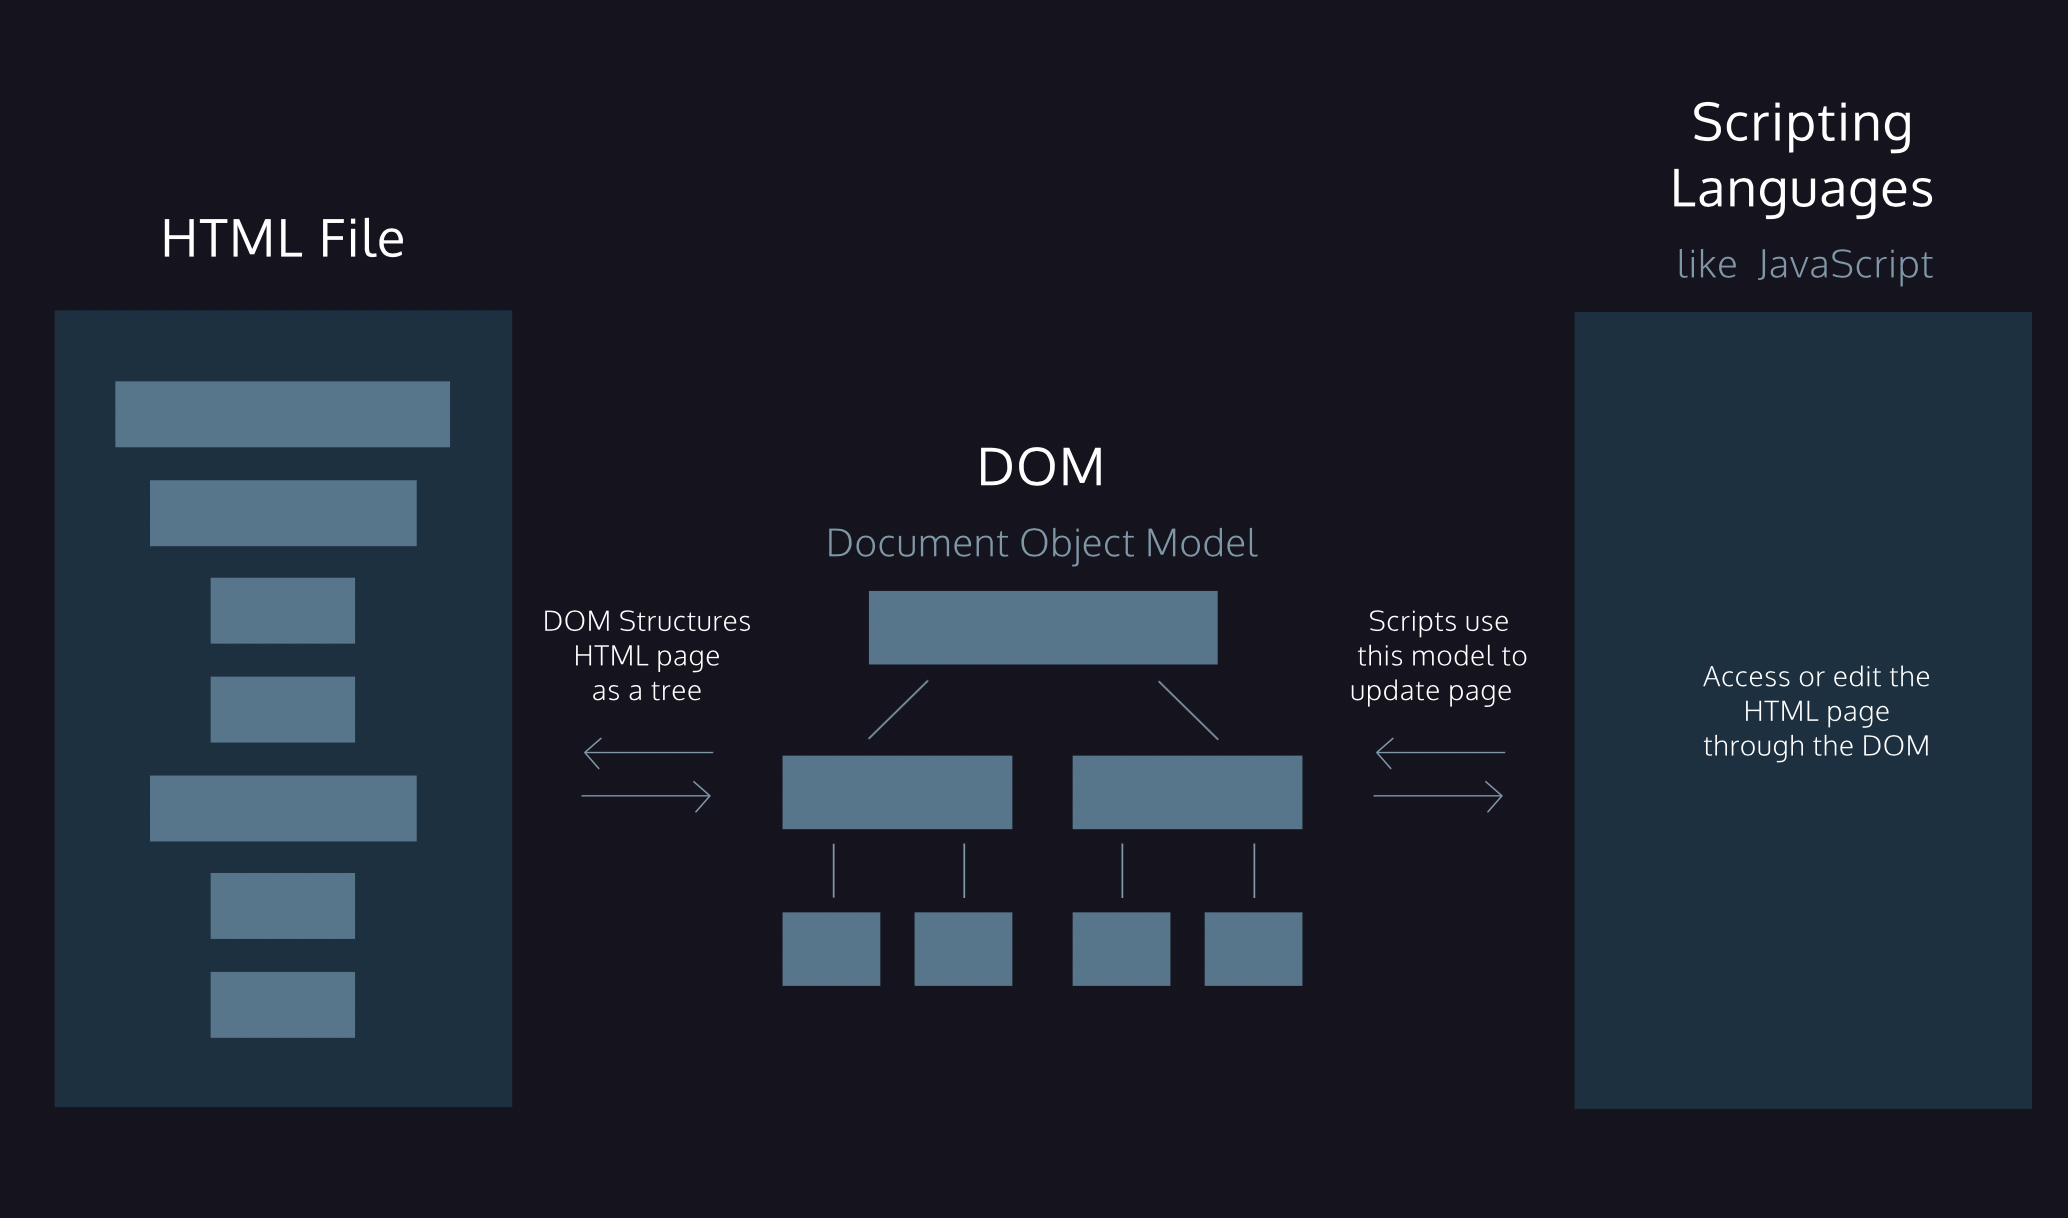 HTML File
DOM Structures
HTML page
as a tree
DOM
Document Object Model
Scripts use
this model to
update page
Scripting
Languages
like JavaScript
Access or edit the
HTML page
through the DOM